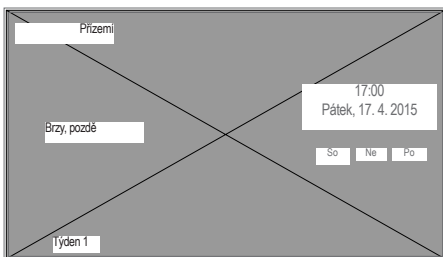 Přízemí
17:00
Pátek, 17. 4. 2015
Brzy, pozdě
So Ne Po
Týden 1